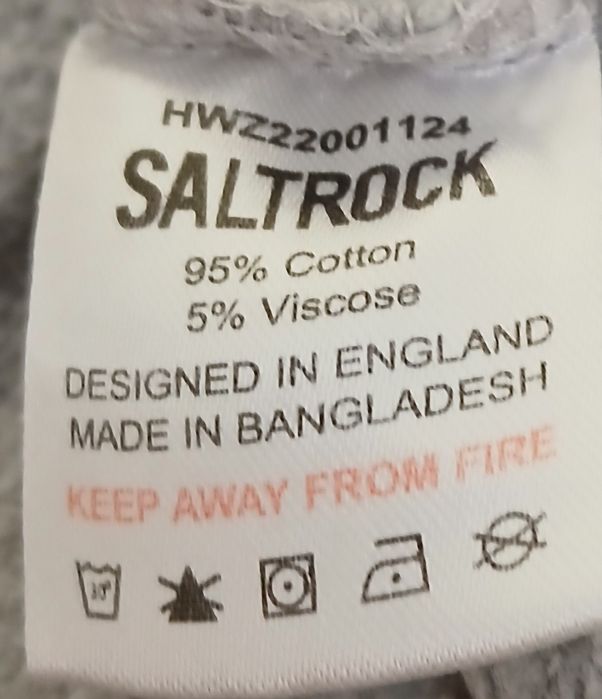 HWZ22001124
SALTROCK
95% Cotton
5% Viscose
DESIGNED IN ENGLAND
MADE IN BANGLADESH
KEEP AWAY FROM FIRE